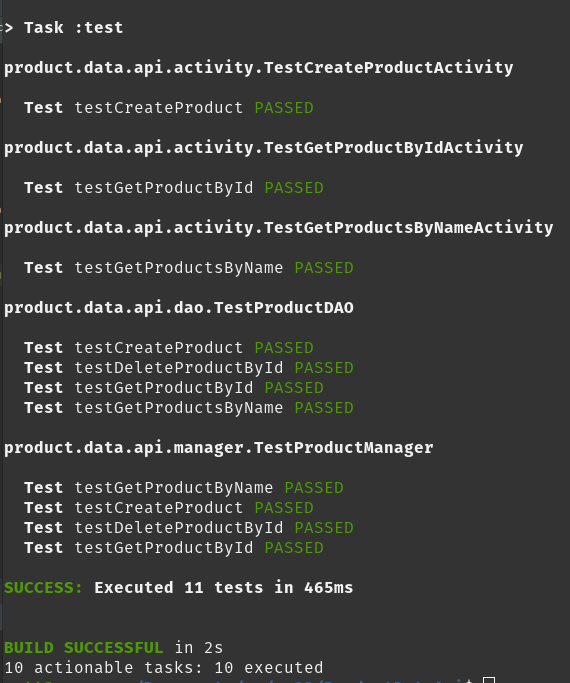 > Task :test
product.data.api.activity.TestCreateProductActivity
Test testCreateProduct PASSED
product.data.api.activity.TestGetProductByIdActivity
Test testGetProductById PASSED
product.data.api.activity.TestGetProductsByNameActivity
Test testGetProductsByName PASSED
product.data.api.dao.TestProductDAO
Test testCreateProduct PASSED
Test testDeleteProductById PASSED
Test testGetProductById PASSED
Test testGetProductsByName PASSED
product.data.api.manager.TestProductManager
Test testGetProductByName PASSED
Test testCreateProduct PASSED
Test testDeleteProductById PASSED
Test testGetProductById PASSED
SUCCESS: Executed 11 tests in 465ms
BUILD SUCCESSFUL in 2s
10 actionable tasks: 10 executed